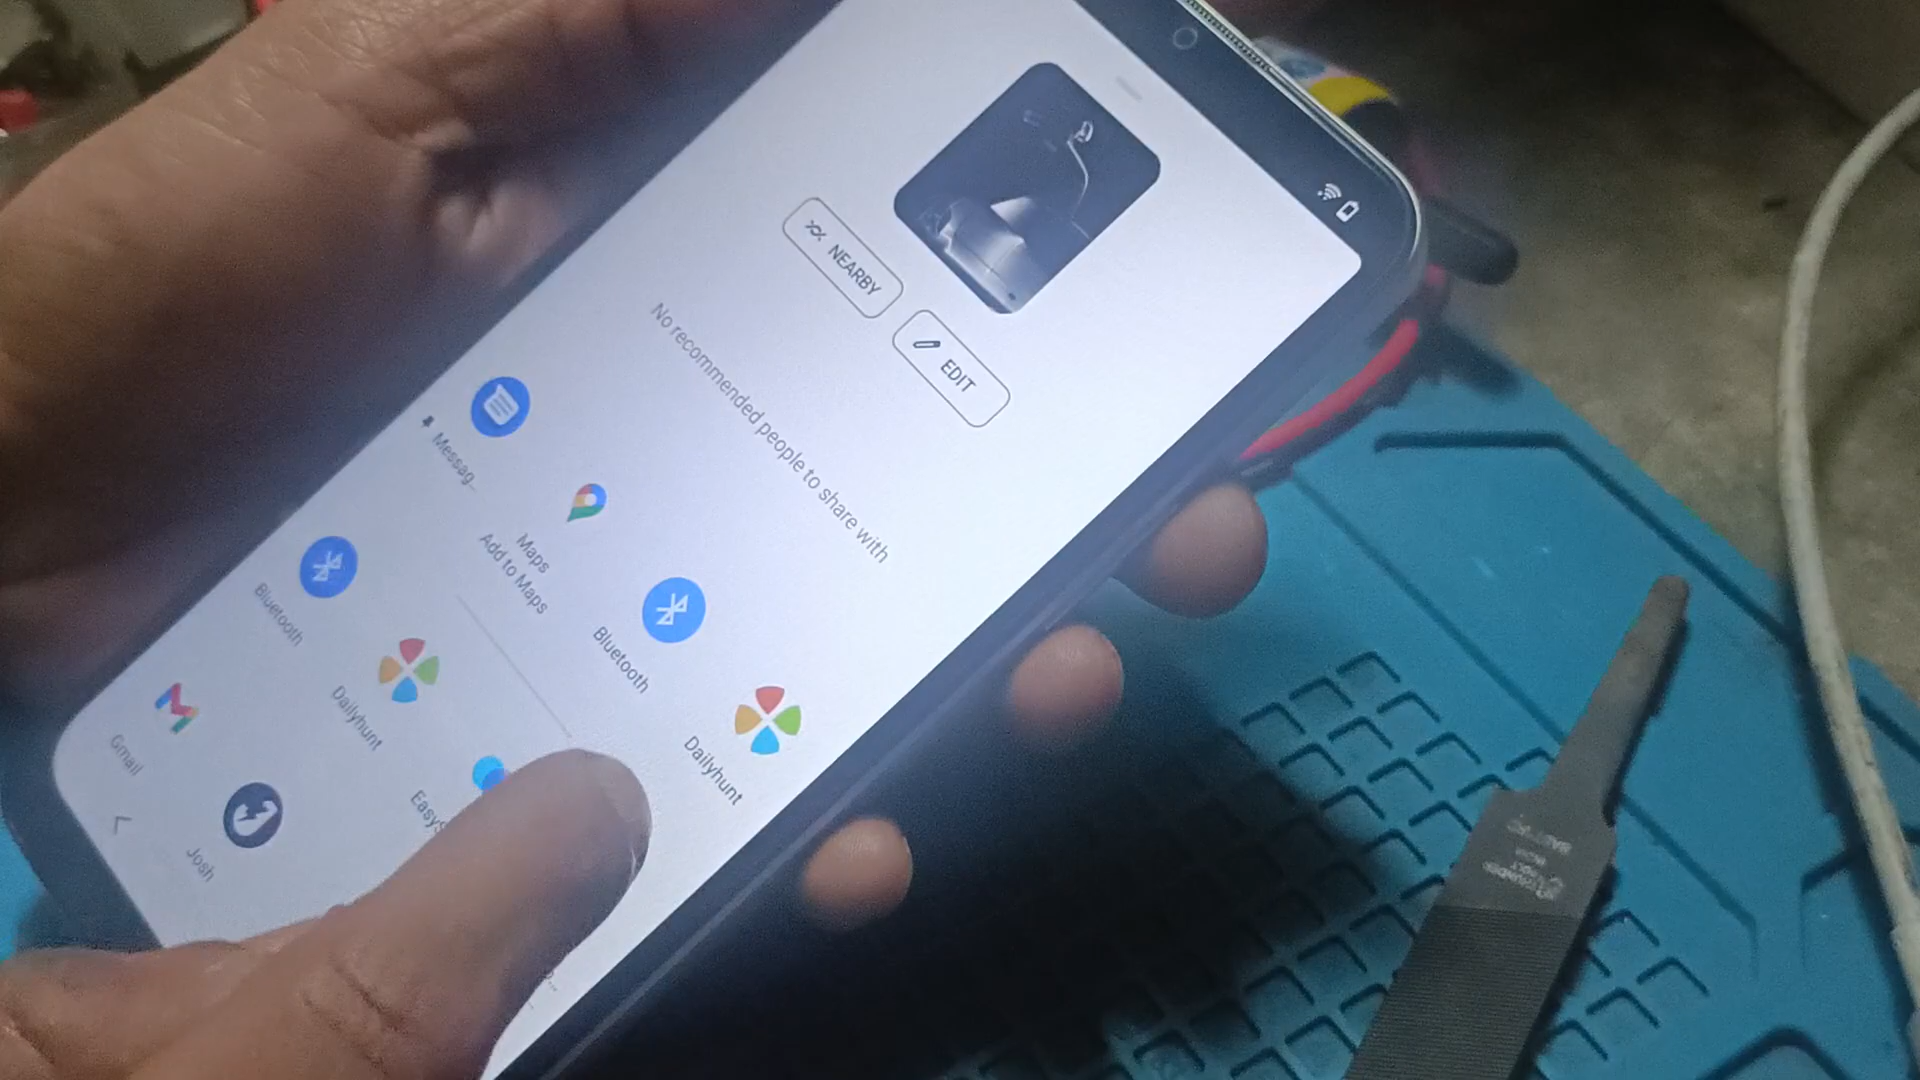 NEARBY
EDIT
No recommended people to share with
Messag...
Maps
Add to Maps
Bluetooth
Dailyhunt
Bluetooth
Dailyhunt
Gmail
Josh